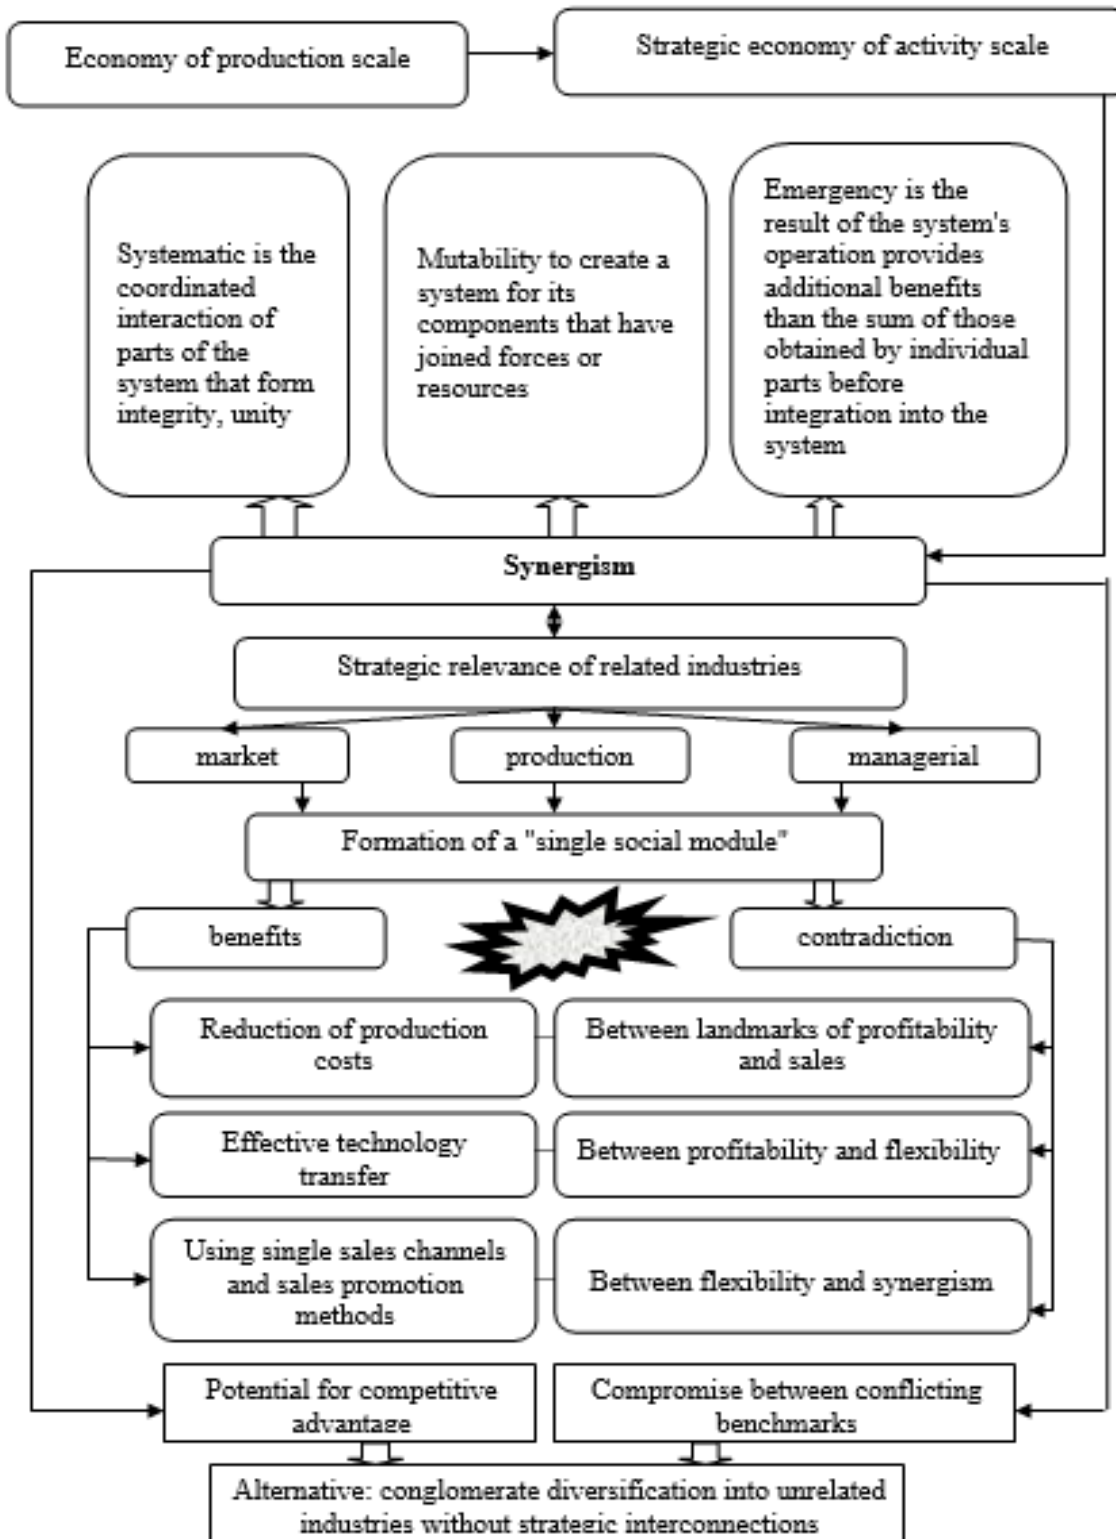 Economy of production scale
Strategic economy of activity scale
Systematic is the
coordinated
interaction of
parts of the
system that form
integrity, unity
Mutability to create a
system for its
components that have
joined forces or
resources
Emergency is the
result of the system's
operation provides
additional benefits
than the sum of those
obtained by individual
parts before
integration into the
system
Synergism
Strategic relevance of related industries
market
production
managerial
Formation of a "single social module"
benefits
contradiction
Reduction of production
costs
Between landmarks of profitability
and sales
Effective technology
transfer
Between profitability and flexibility
Using single sales channels
and sales promotion
methods
Between flexibility and synergism
Potential for competitive
advantage
Compromise between conflicting
benchmarks
Alternative: conglomerate diversification into unrelated
industries without strategic interconnections